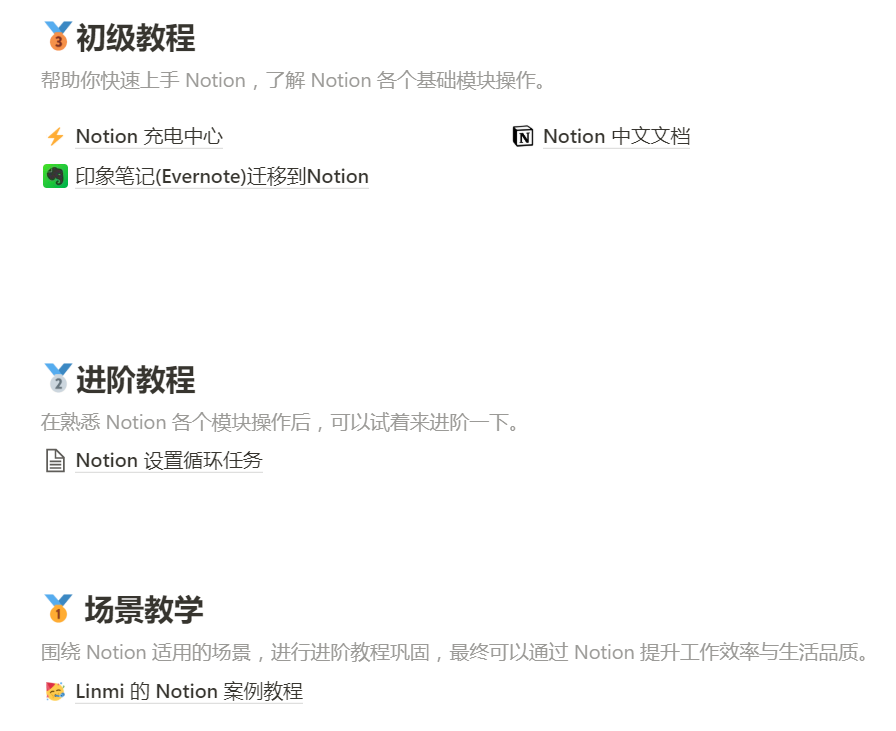 初级教程
帮助你快速上手 Notion，了解 Notion 各个基础模块操作。
Notion 充电中心
Notion 中文文档
印象笔记(Evernote)迁移到Notion
进阶教程
在熟悉 Notion 各个模块操作后，可以试着来进阶一下。
Notion 设置循环任务
场景教学
围绕 Notion 适用的场景，进行进阶教程巩固，最终可以通过 Notion 提升工作效率与生活品质。
Linmi 的 Notion 案例教程